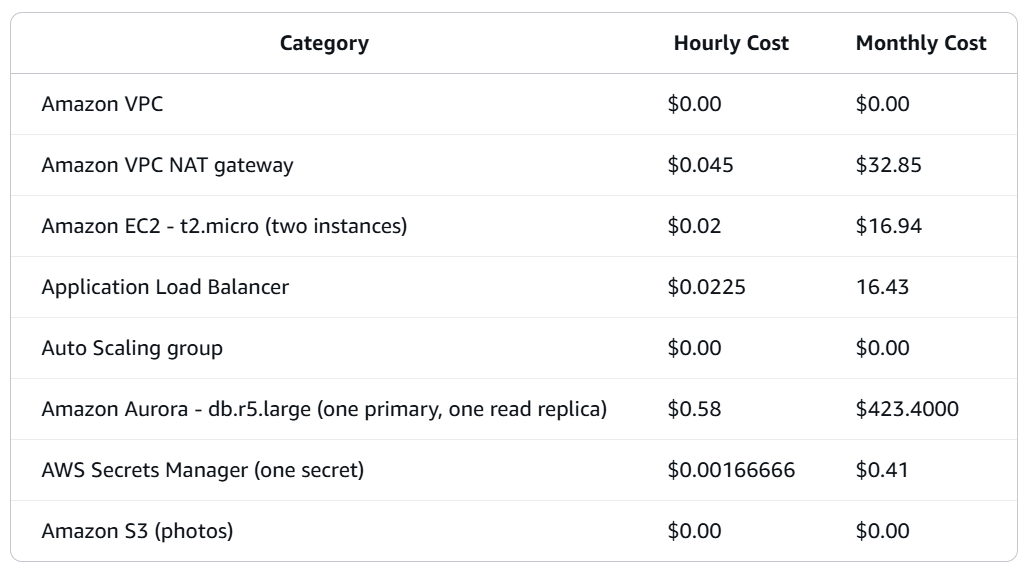 Category Hourly Cost Monthly Cost
Amazon VPC $0.00 $0.00
Amazon VPC NAT gateway $0.045 $32.85
Amazon EC2 - t2.micro (two instances) $0.02 $16.94
Application Load Balancer $0.0225 16.43
Auto Scaling group $0.00 $0.00
Amazon Aurora - db.r5.large (one primary, one read replica) $0.58 $423.4000
AWS Secrets Manager (one secret) $0.00166666 $0.41
Amazon S3 (photos) $0.00 $0.00